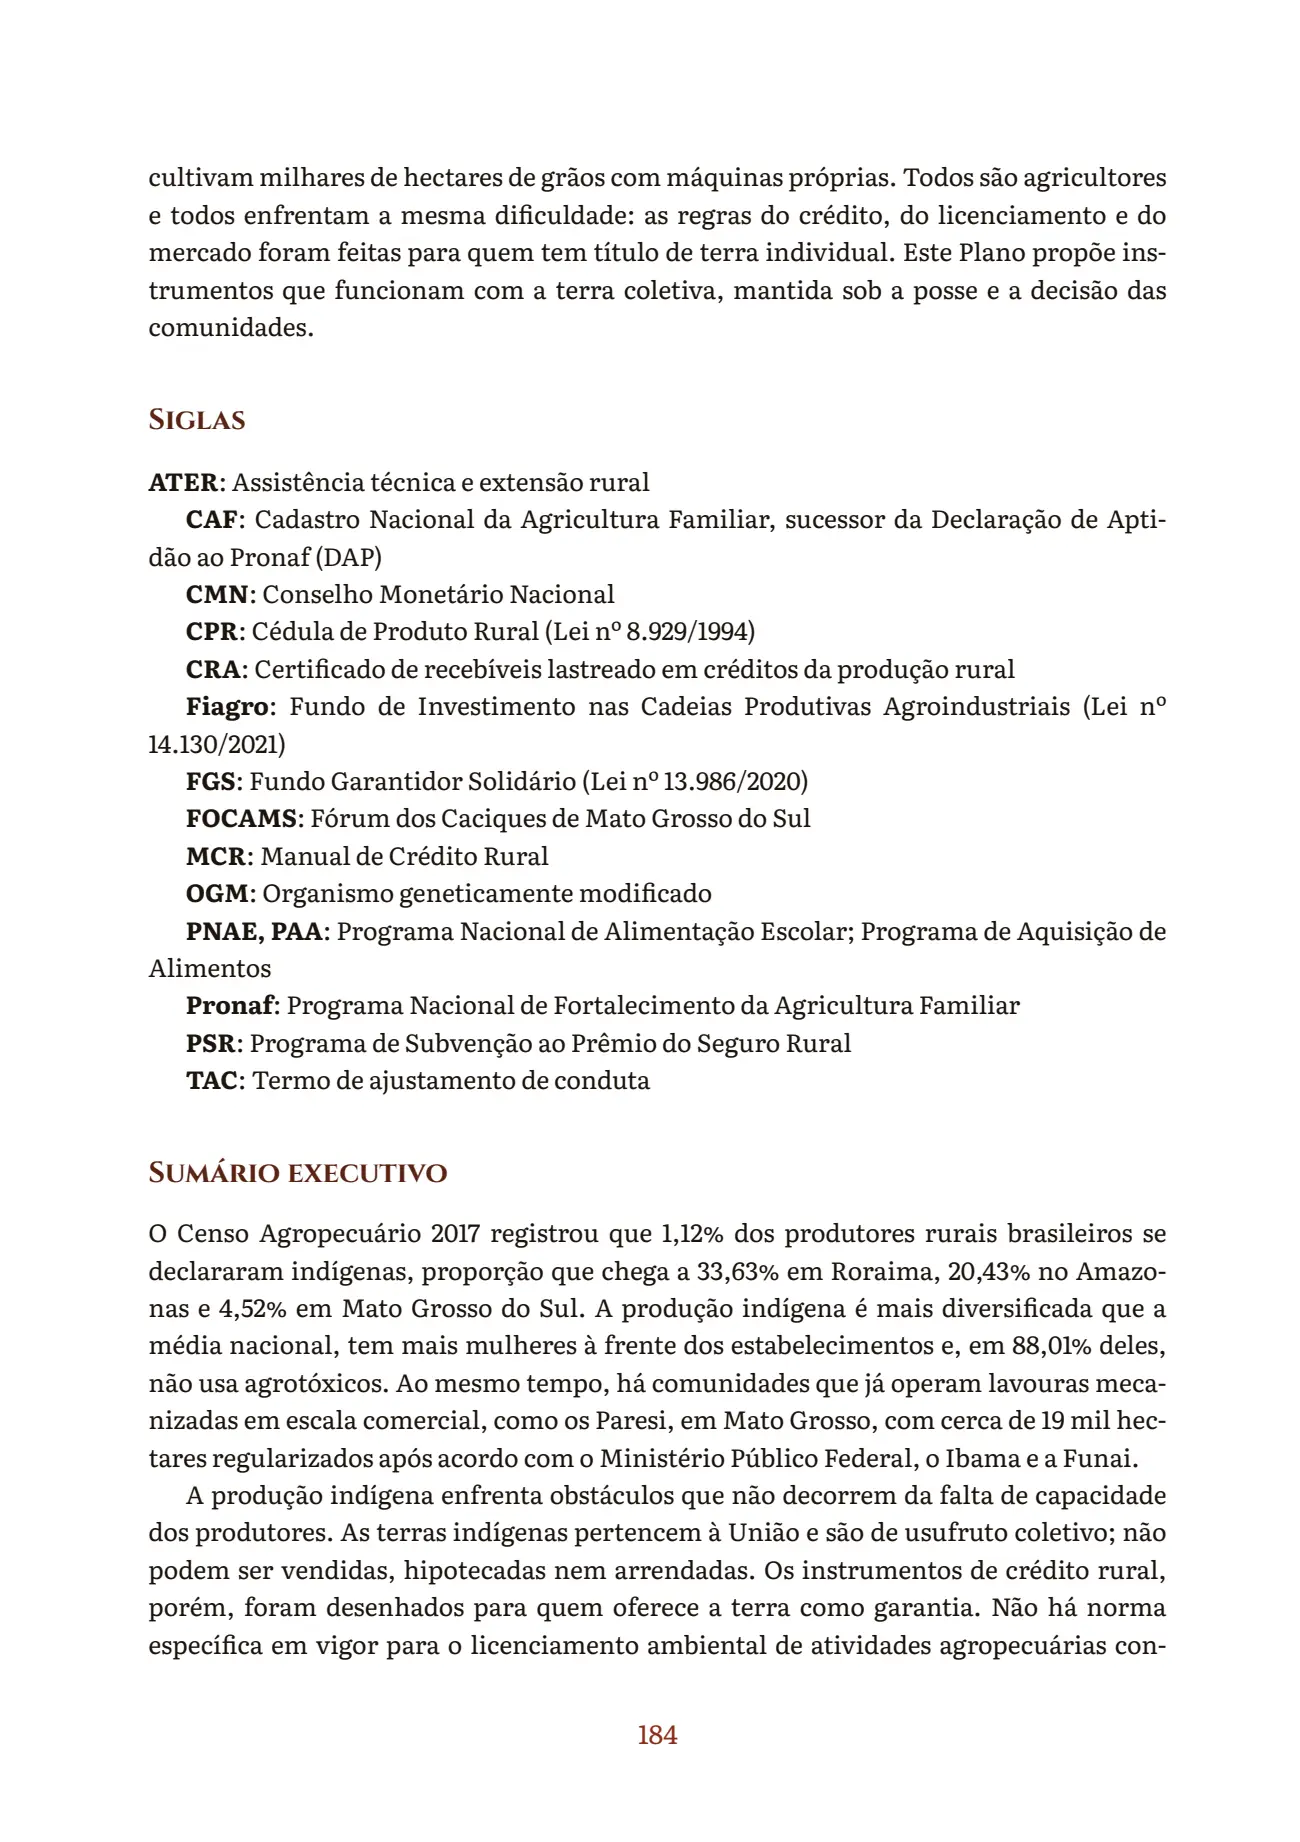 cultivam milhares de hectares de grãos com máquinas próprias. Todos são agricultores
e todos enfrentam a mesma dificuldade: as regras do crédito, do licenciamento e do
mercado foram feitas para quem tem título de terra individual. Este Plano propõe ins-
trumentos que funcionam com a terra coletiva, mantida sob a posse e a decisão das
comunidades.
Siglas
ATER: Assistência técnica e extensão rural
CAF: Cadastro Nacional da Agricultura Familiar, sucessor da Declaração de Apti-
dão ao Pronaf (DAP)
CMN: Conselho Monetário Nacional
CPR: Cédula de Produto Rural (Lei nº 8.929/1994)
CRA: Certificado de recebíveis lastreado em créditos da produção rural
Fiagro: Fundo de Investimento nas Cadeias Produtivas Agroindustriais (Lei nº
14.130/2021)
FGS: Fundo Garantidor Solidário (Lei nº 13.986/2020)
FOCAMS: Fórum dos Caciques de Mato Grosso do Sul
MCR: Manual de Crédito Rural
OGM: Organismo geneticamente modificado
PNAE, PAA: Programa Nacional de Alimentação Escolar; Programa de Aquisição de
Alimentos
Pronaf: Programa Nacional de Fortalecimento da Agricultura Familiar
PSR: Programa de Subvenção ao Prêmio do Seguro Rural
TAC: Termo de ajustamento de conduta
Sumário executivo
O Censo Agropecuário 2017 registrou que 1,12% dos produtores rurais brasileiros se
declararam indígenas, proporção que chega a 33,63% em Roraima, 20,43% no Amazo-
nas e 4,52% em Mato Grosso do Sul. A produção indígena é mais diversificada que a
média nacional, tem mais mulheres à frente dos estabelecimentos e, em 88,01% deles,
não usa agrotóxicos. Ao mesmo tempo, há comunidades que já operam lavouras meca-
nizadas em escala comercial, como os Paresi, em Mato Grosso, com cerca de 19 mil hec-
tares regularizados após acordo com o Ministério Público Federal, o Ibama e a Funai.
A produção indígena enfrenta obstáculos que não decorrem da falta de capacidade
dos produtores. As terras indígenas pertencem à União e são de usufruto coletivo; não
podem ser vendidas, hipotecadas nem arrendadas. Os instrumentos de crédito rural,
porém, foram desenhados para quem oferece a terra como garantia. Não há norma
específica em vigor para o licenciamento ambiental de atividades agropecuárias con-
184